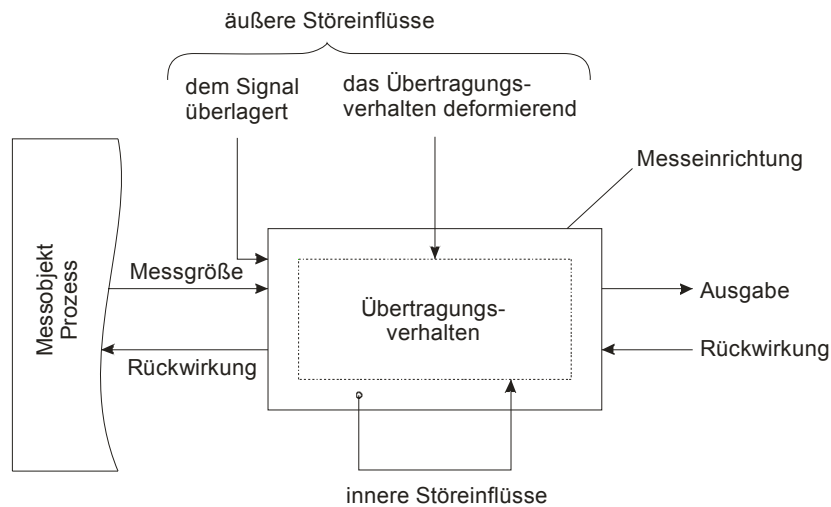 äußere Störeinflüsse
dem Signal
überlagert
das Übertragungs-
verhalten deformierend
Messeinrichtung
Messobjekt
Prozess
Messgröße
Rückwirkung
Übertragungs-
verhalten
Ausgabe
Rückwirkung
innere Störeinflüsse